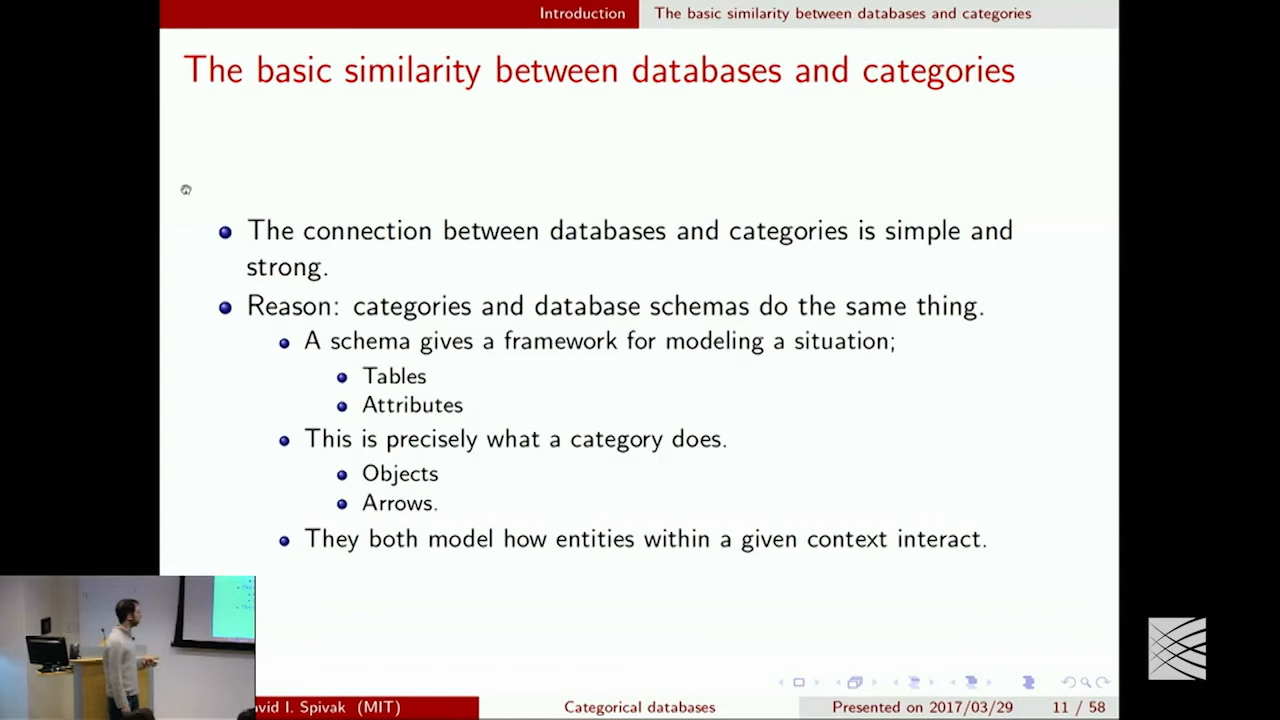 Introduction
The basic similarity between databases and categories
The basic similarity between databases and categories
The connection between databases and categories is simple and
strong.
Reason: categories and database schemas do the same thing.
A schema gives a framework for modeling a situation;
Tables
Attributes
This is precisely what a category does.
Objects
Arrows.
They both model how entities within a given context interact.
vid I. Spivak (MIT)
Categorical databases
Presented on 2017/03/29
11 / 58